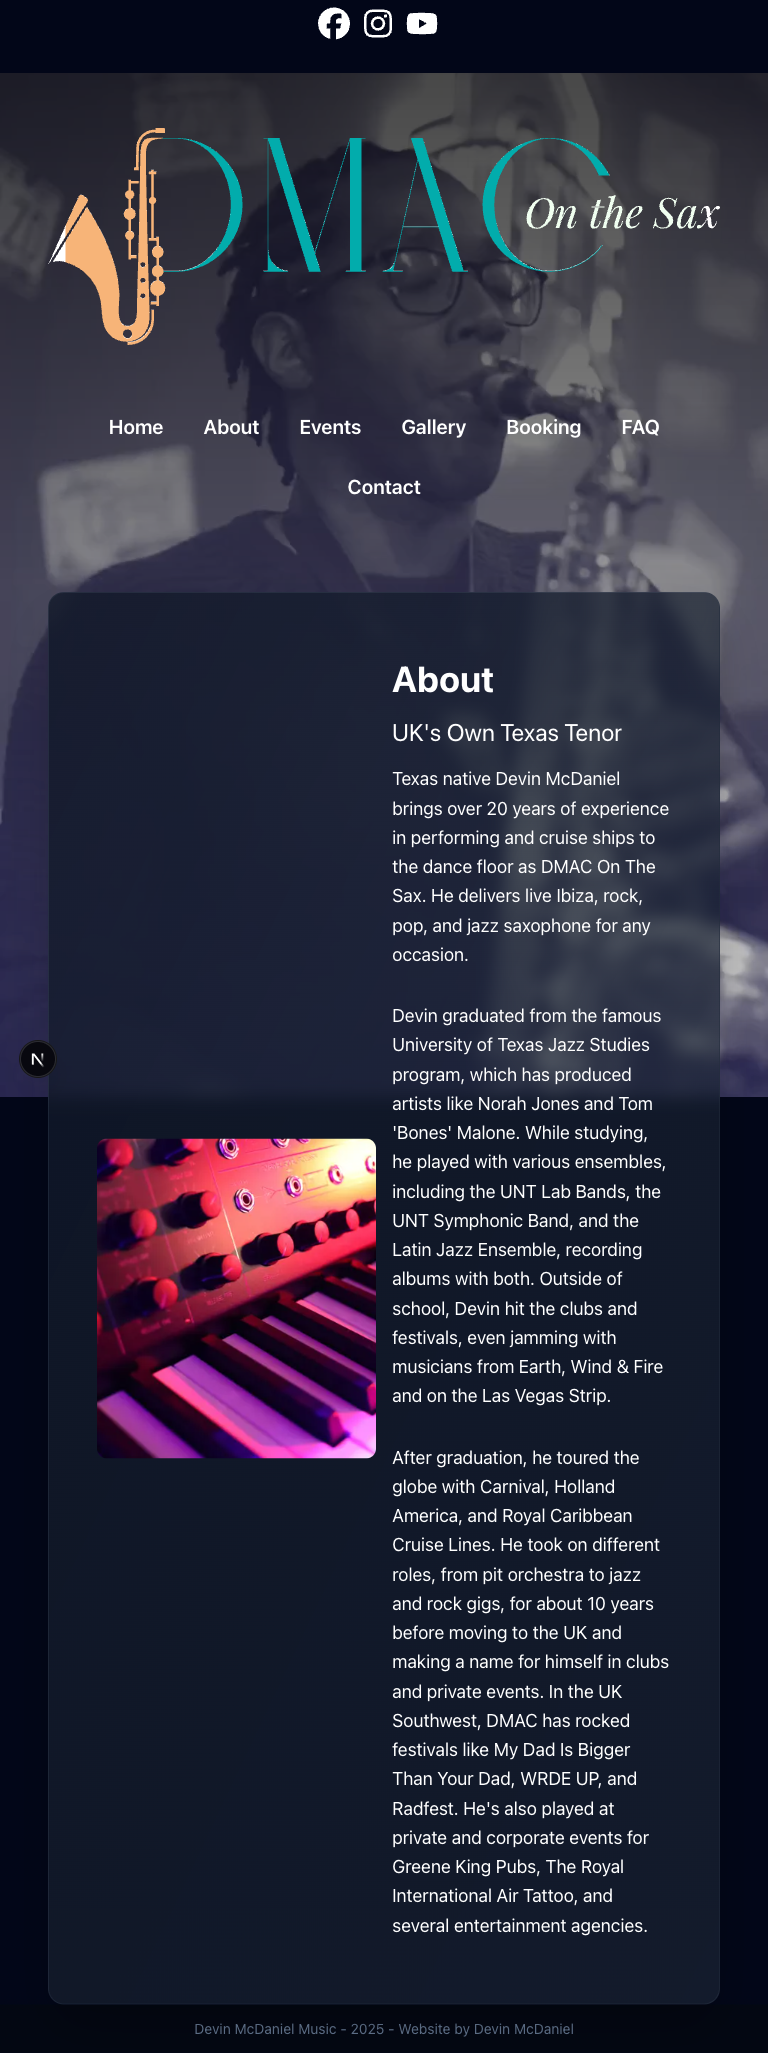 DMAC On the Sax
Home About Events Gallery Booking FAQ
Contact
About
UK's Own Texas Tenor
Texas native Devin McDaniel
brings over 20 years of experience
in performing and cruise ships to
the dance floor as DMAC On The
Sax. He delivers live Ibiza, rock,
pop, and jazz saxophone for any
occasion.
Devin graduated from the famous
University of Texas Jazz Studies
program, which has produced
artists like Norah Jones and Tom
'Bones' Malone. While studying,
he played with various ensembles,
including the UNT Lab Bands, the
UNT Symphonic Band, and the
Latin Jazz Ensemble, recording
albums with both. Outside of
school, Devin hit the clubs and
festivals, even jamming with
musicians from Earth, Wind & Fire
and on the Las Vegas Strip.
After graduation, he toured the
globe with Carnival, Holland
America, and Royal Caribbean
Cruise Lines. He took on different
roles, from pit orchestra to jazz
and rock gigs, for about 10 years
before moving to the UK and
making a name for himself in clubs
and private events. In the UK
Southwest, DMAC has rocked
festivals like My Dad Is Bigger
Than Your Dad, WRDE UP, and
Radfest. He's also played at
private and corporate events for
Greene King Pubs, The Royal
International Air Tattoo, and
several entertainment agencies.
N
Devin McDaniel Music - 2025 - Website by Devin McDaniel